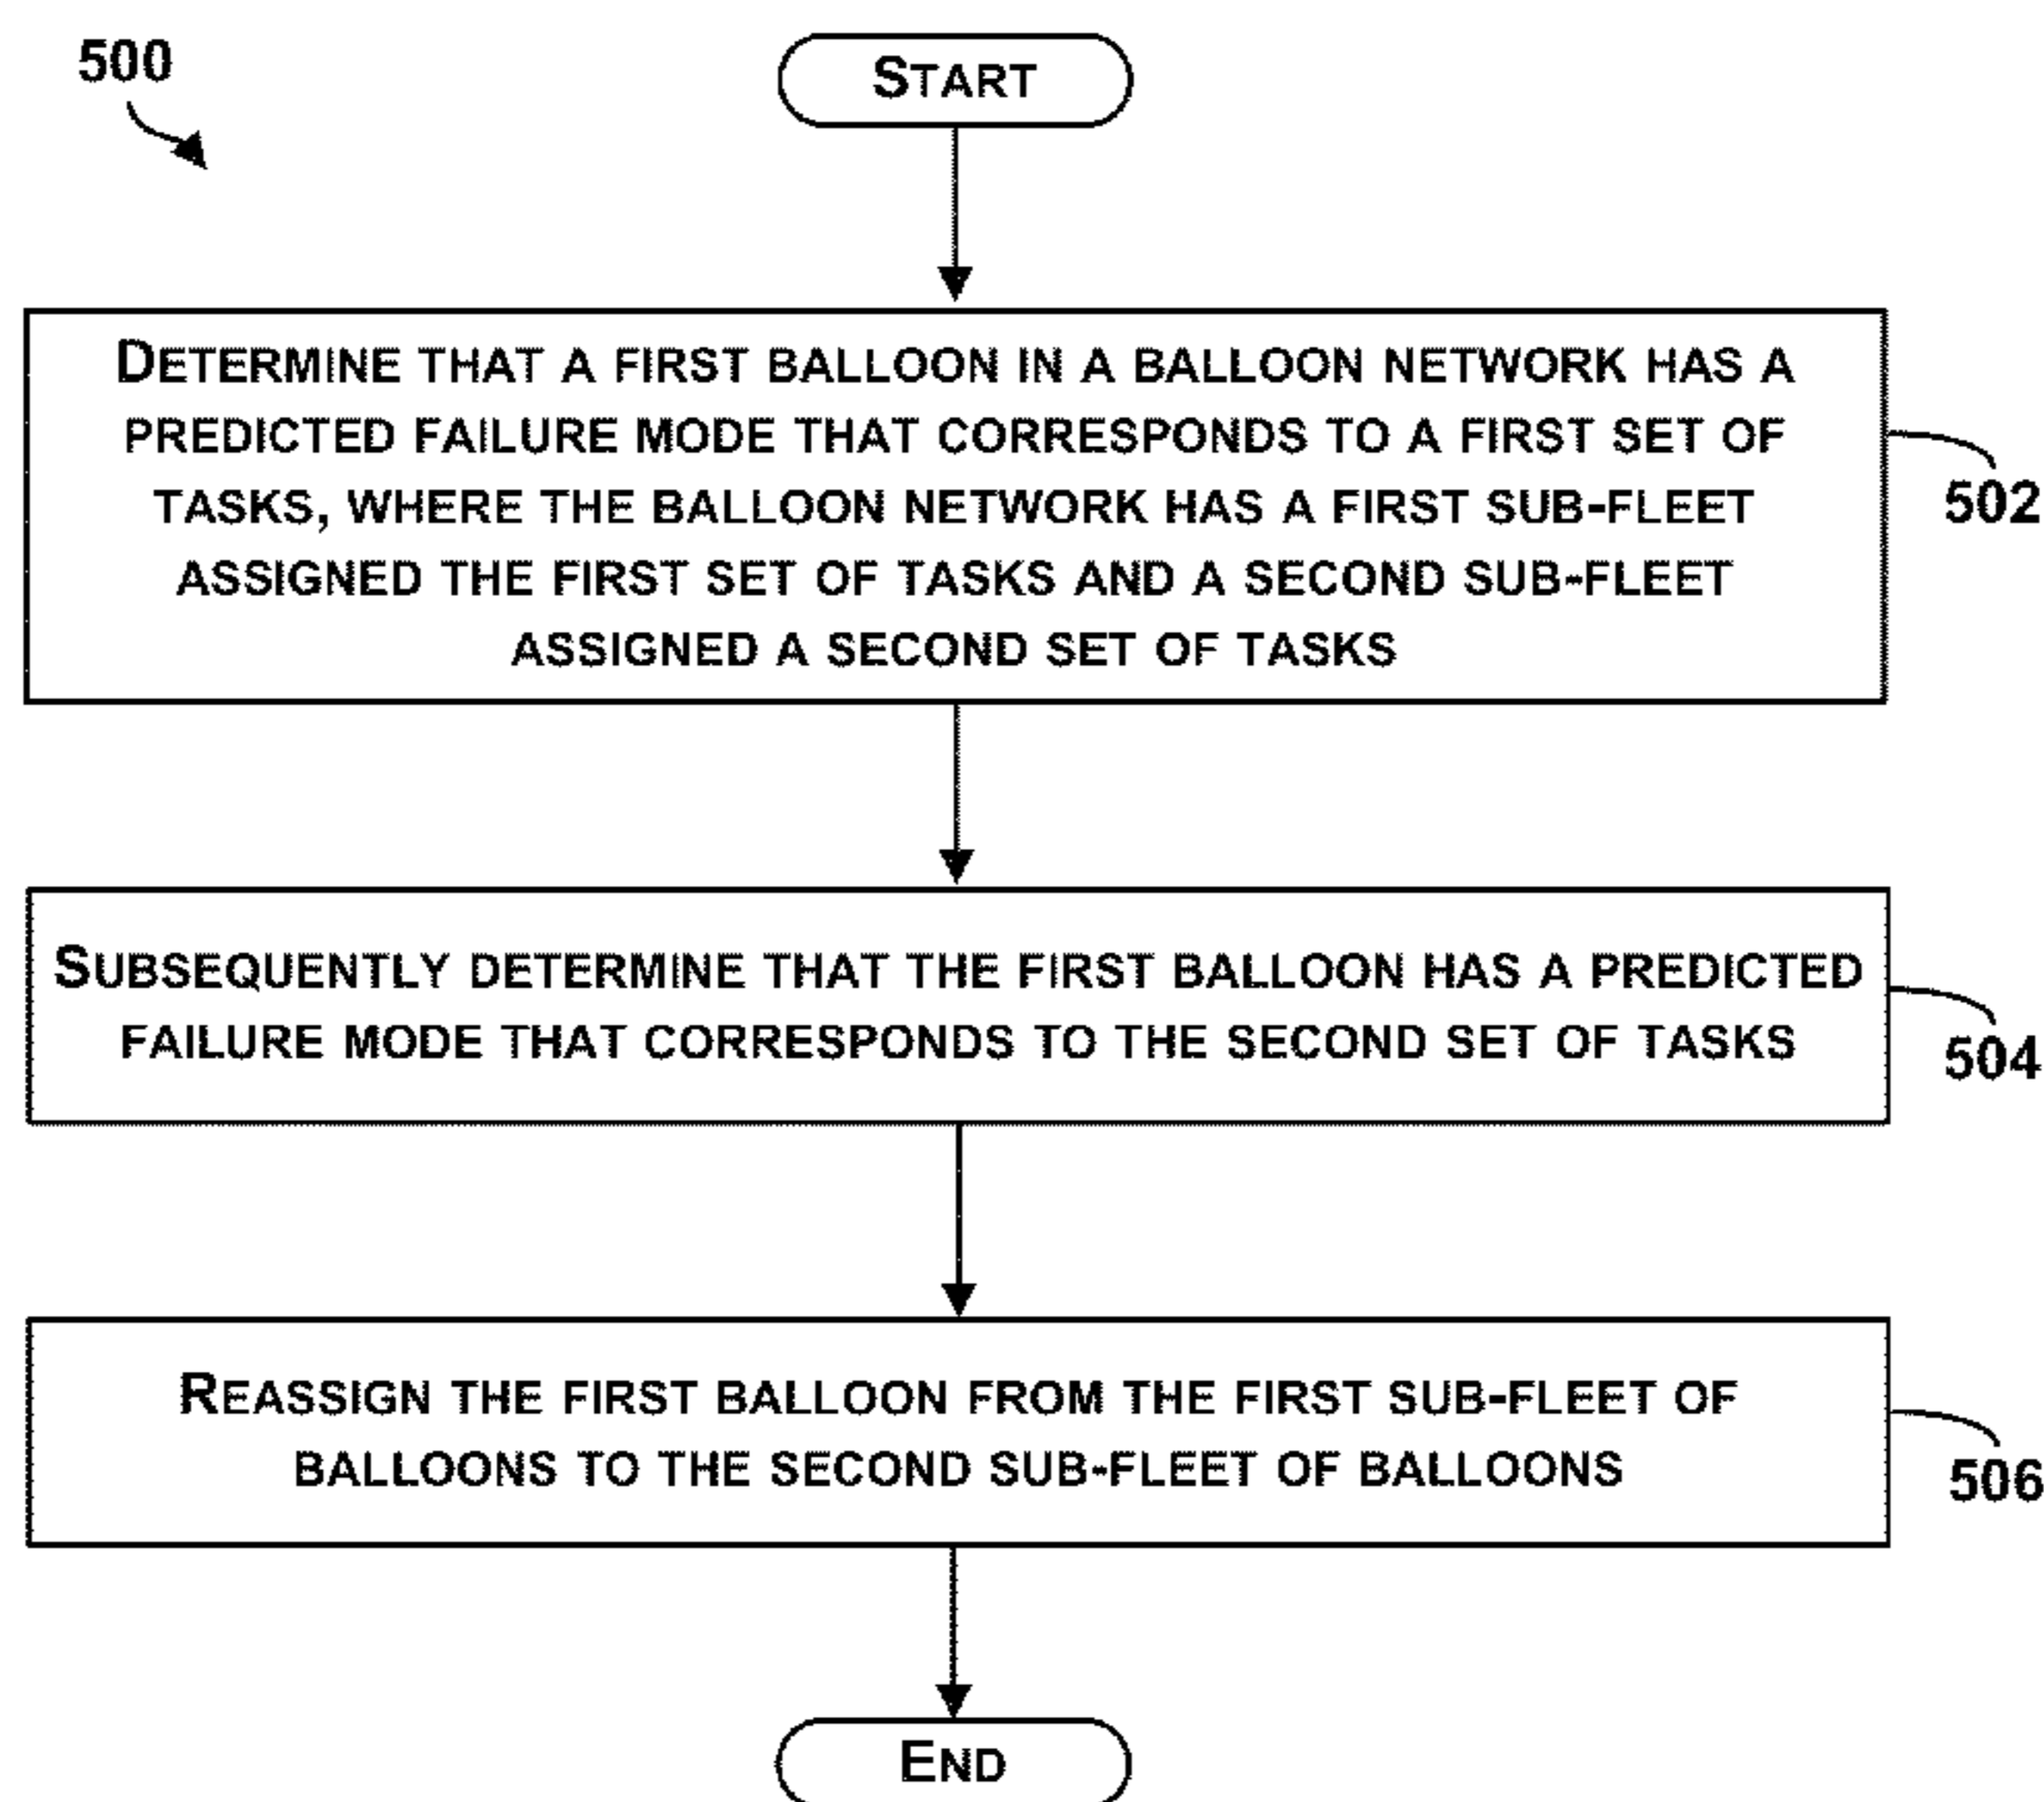 500
START
DETERMINE THAT A FIRST BALLOON IN A BALLOON NETWORK HAS A
PREDICTED FAILURE MODE THAT CORRESPONDS TO A FIRST SET OF
TASKS, WHERE THE BALLOON NETWORK HAS A FIRST SUB-FLEET
ASSIGNED THE FIRST SET OF TASKS AND A SECOND SUB-FLEET
ASSIGNED A SECOND SET OF TASKS
502
SUBSEQUENTLY DETERMINE THAT THE FIRST BALLOON HAS A PREDICTED
FAILURE MODE THAT CORRESPONDS TO THE SECOND SET OF TASKS
504
REASSIGN THE FIRST BALLOON FROM THE FIRST SUB-FLEET OF
BALLOONS TO THE SECOND SUB-FLEET OF BALLOONS
506
END